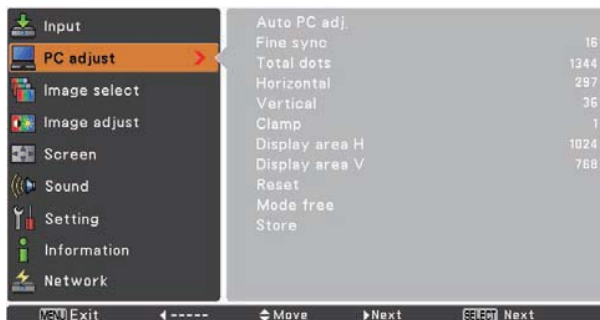 Input
PC adjust
Image select
Image adjust
Screen
Sound
Setting
Information
Network
Auto PC adj.
Fine sync 16
Total dots 1344
Horizontal 297
Vertical 36
Clamp 1
Display area H 1024
Display area V 768
Reset
Mode free
Store
MENU Exit ----- Move Next SELECT Next